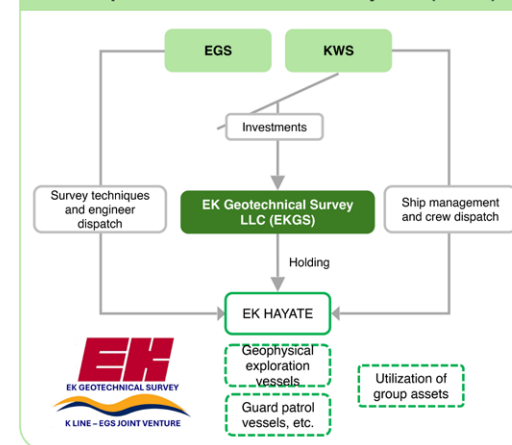 EGS
KWS
Investments
Survey techniques
and engineer
dispatch
EK Geotechnical Survey
LLC (EKGS)
Ship management
and crew dispatch
Holding
EK HAYATE
Geophysical
exploration
vessels
Utilization of
group assets
Guard patrol
vessels, etc.
EK
EK GEOTECHNICAL SURVEY
K LINE – EGS JOINT VENTURE